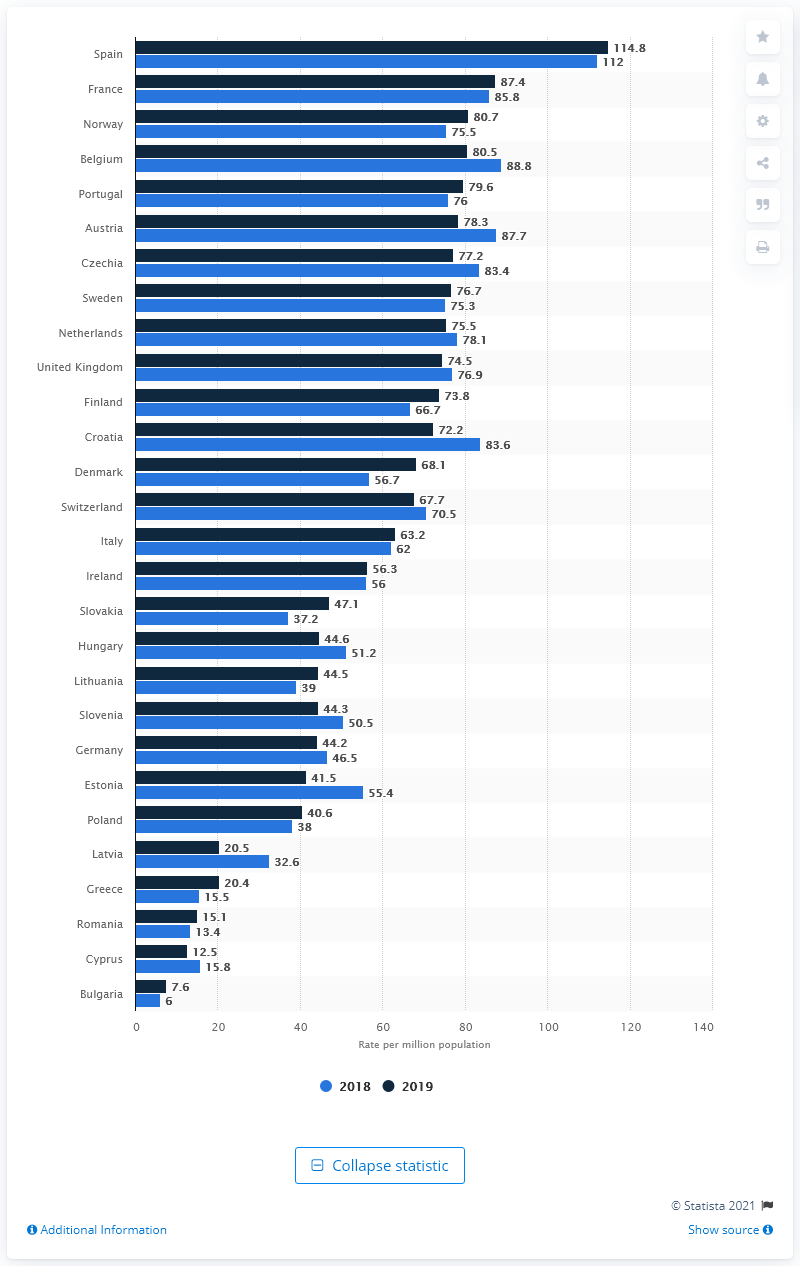 Spain 114.8
112
France 87.4
85.8
Norway 80.7
75.5
Belgium 80.5
88.8
Portugal 79.6
76
Austria 78.3
87.7
Czechia 77.2
83.4
Sweden 76.7
75.3
Netherlands 75.5
78.1
United Kingdom 74.5
76.9
Finland 73.8
66.7
Croatia 72.2
83.6
Denmark 68.1
56.7
Switzerland 67.7
70.5
Italy 63.2
62
Ireland 56.3
56
Slovakia 47.1
37.2
Hungary 44.6
51.2
Lithuania 44.5
39
Slovenia 44.3
50.5
Germany 44.2
46.5
Estonia 41.5
55.4
Poland 40.6
38
Latvia 20.5
32.6
Greece 20.4
15.5
Romania 15.1
13.4
Cyprus 12.5
15.8
Bulgaria 7.6
6
0 20 40 60 80 100 120 140
Rate per million population
2018 2019
Collapse statistic
© Statista 2021
Additional Information Show source